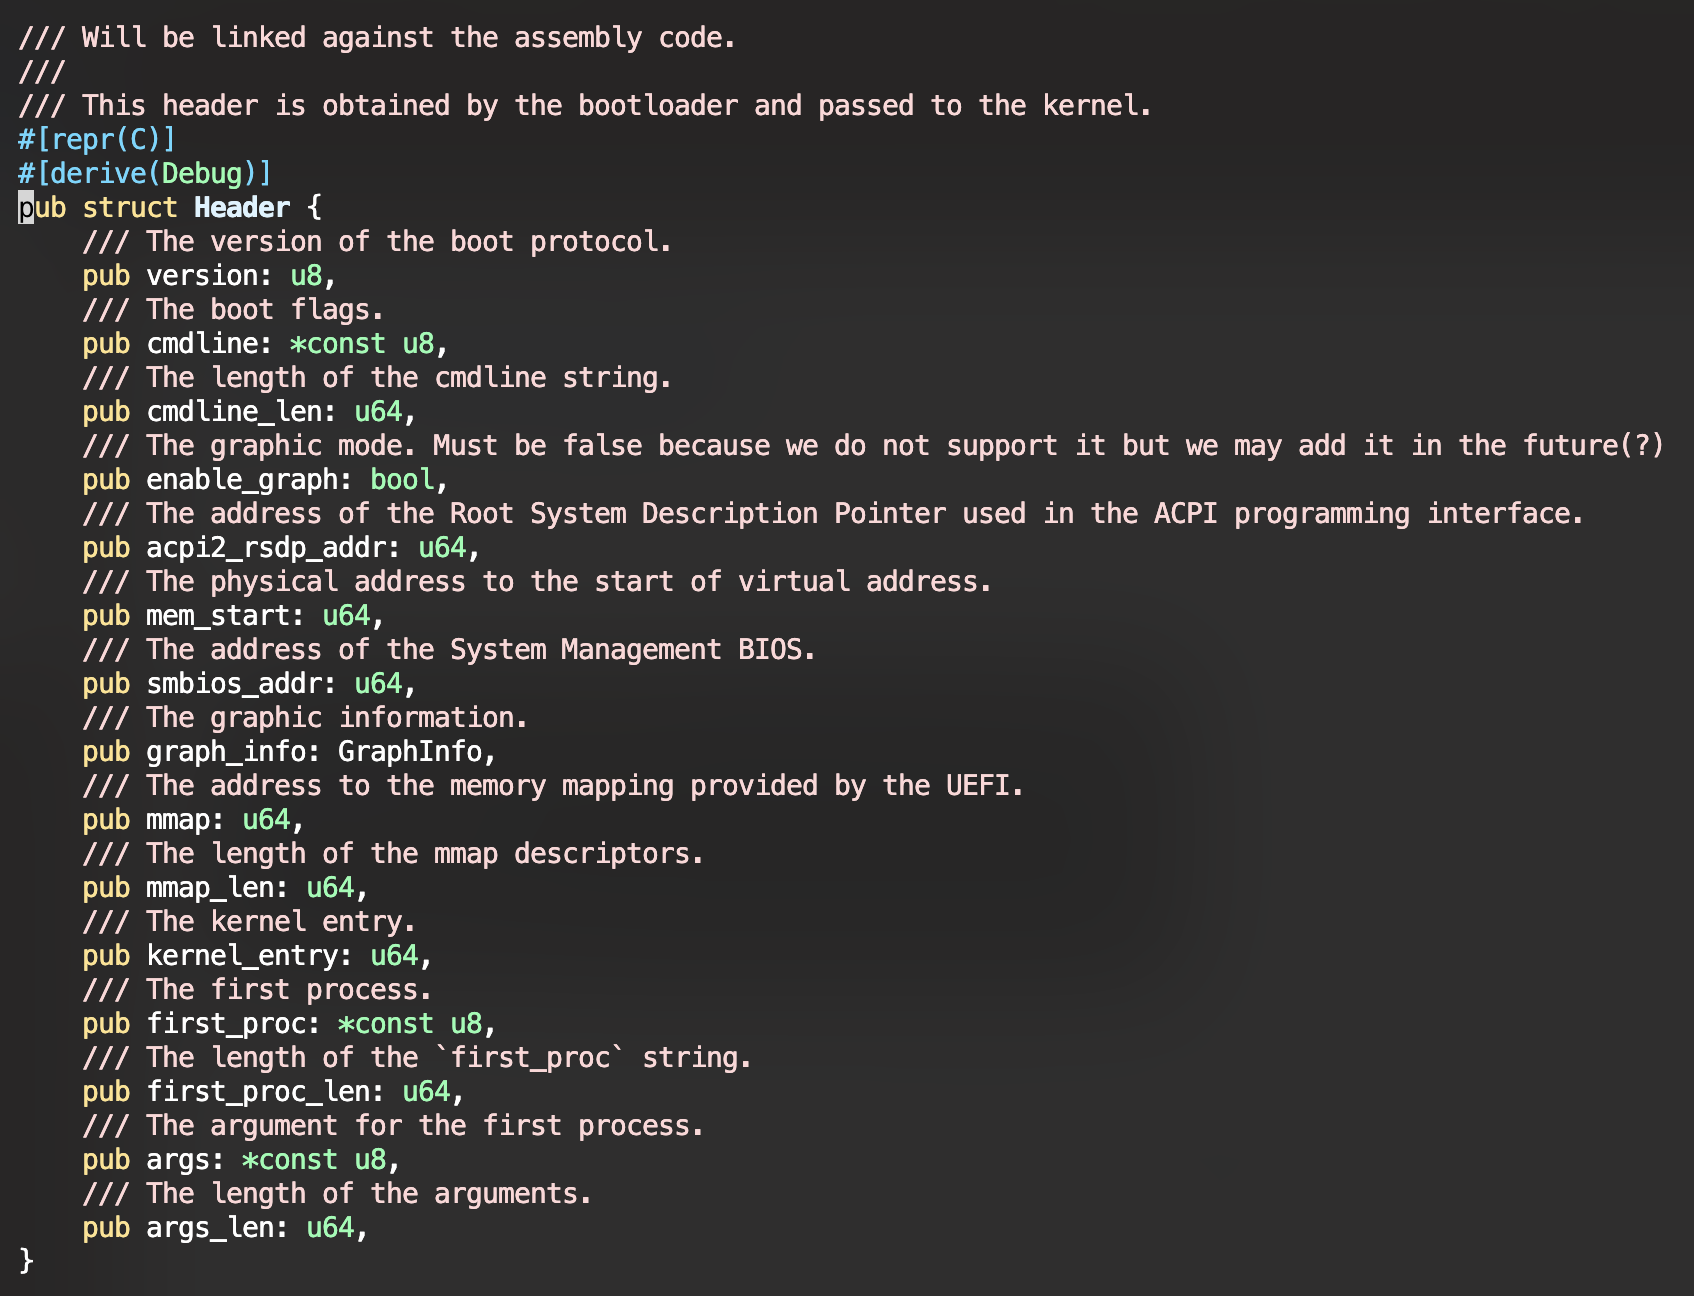 /// Will be linked against the assembly code.
///
/// This header is obtained by the bootloader and passed to the kernel.
#[repr(C)]
#[derive(Debug)]
pub struct Header {
    /// The version of the boot protocol.
    pub version: u8,
    /// The boot flags.
    pub cmdline: *const u8,
    /// The length of the cmdline string.
    pub cmdline_len: u64,
    /// The graphic mode. Must be false because we do not support it but we may add it in the future(?)
    pub enable_graph: bool,
    /// The address of the Root System Description Pointer used in the ACPI programming interface.
    pub acpi2_rsdp_addr: u64,
    /// The physical address to the start of virtual address.
    pub mem_start: u64,
    /// The address of the System Management BIOS.
    pub smbios_addr: u64,
    /// The graphic information.
    pub graph_info: GraphInfo,
    /// The address to the memory mapping provided by the UEFI.
    pub mmap: u64,
    /// The length of the mmap descriptors.
    pub mmap_len: u64,
    /// The kernel entry.
    pub kernel_entry: u64,
    /// The first process.
    pub first_proc: *const u8,
    /// The length of the `first_proc` string.
    pub first_proc_len: u64,
    /// The argument for the first process.
    pub args: *const u8,
    /// The length of the arguments.
    pub args_len: u64,
}